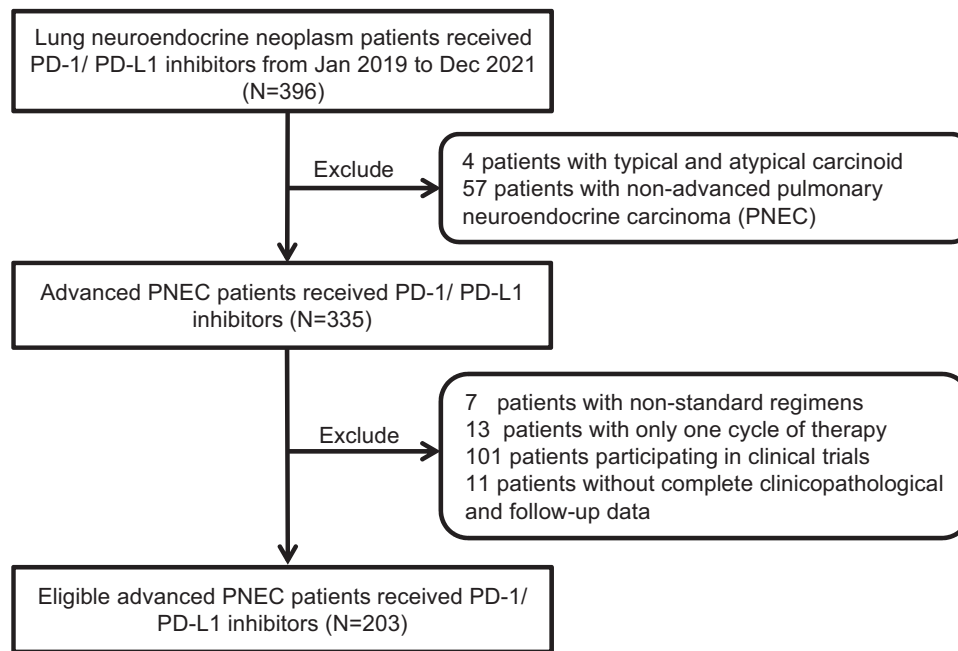 Lung neuroendocrine neoplasm patients received
PD-1/ PD-L1 inhibitors from Jan 2019 to Dec 2021
(N=396)
Exclude
4 patients with typical and atypical carcinoid
57 patients with non-advanced pulmonary
neuroendocrine carcinoma (PNEC)
Advanced PNEC patients received PD-1/ PD-L1
inhibitors (N=335)
Exclude
7 patients with non-standard regimens
13 patients with only one cycle of therapy
101 patients participating in clinical trials
11 patients without complete clinicopathological
and follow-up data
Eligible advanced PNEC patients received PD-1/
PD-L1 inhibitors (N=203)